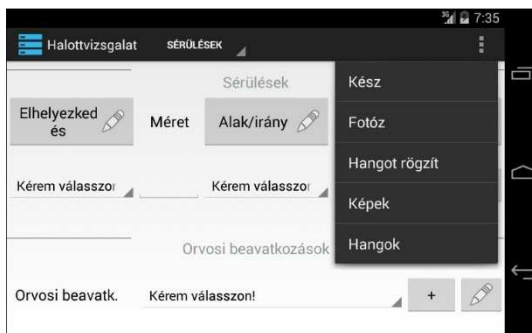 3G 7:35
Halottvizsgalat SÉRÜLÉSEK
Sérülések
Elhelyezked
és
Méret
Alak/irány
Kérem válasszor
Kérem válasszor
Orvosi beavatkozások
Orvosi beavatk.
Kérem válasszon!
+
Kész
Fotóz
Hangot rögzít
Képek
Hangok